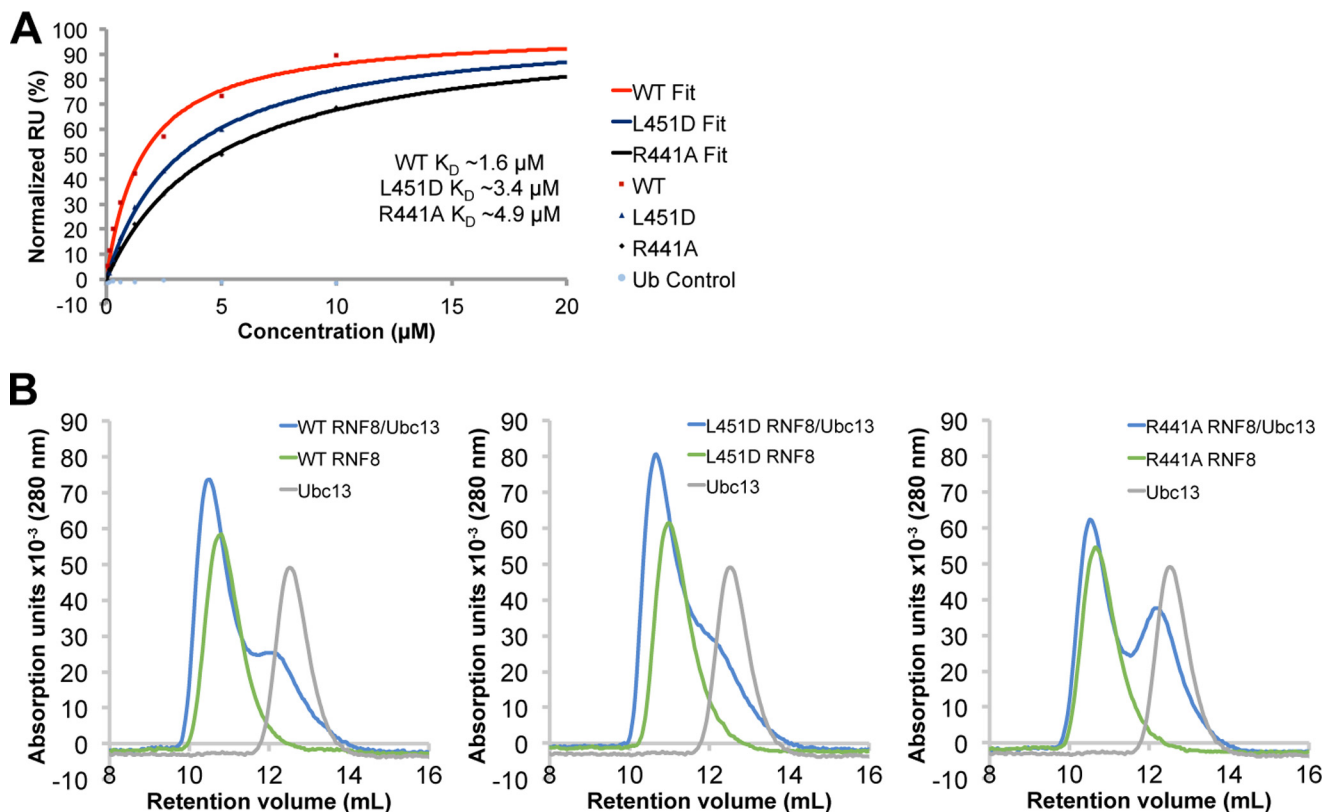 A
Normalized RU (%)
100
90
80
70
60
50
40
30
20
10
0
-10
0
5
10
15
20
Concentration (µM)
WT KD ~1.6 µM
L451D KD ~3.4 µM
R441A KD ~4.9 µM
WT Fit
L451D Fit
R441A Fit
WT
L451D
R441A
Ub Control
B
Absorption units x10-3 (280 nm)
90
80
70
60
50
40
30
20
10
0
-10
8 10 12 14 16
Retention volume (mL)
WT RNF8/Ubc13
WT RNF8
Ubc13
Absorption units x10-3 (280 nm)
90
80
70
60
50
40
30
20
10
0
-10
8 10 12 14 16
Retention volume (mL)
L451D RNF8/Ubc13
L451D RNF8
Ubc13
Absorption units x10-3 (280 nm)
90
80
70
60
50
40
30
20
10
0
-10
8 10 12 14 16
Retention volume (mL)
R441A RNF8/Ubc13
R441A RNF8
Ubc13